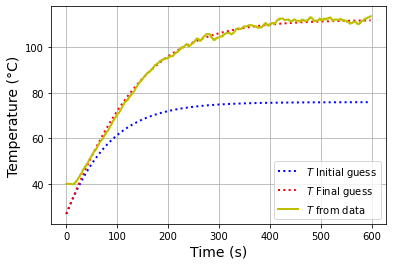 Temperature (°C)
100
80
60
40
0
100
200
300
400
500
600
Time (s)
T Initial guess
T Final guess
T from data